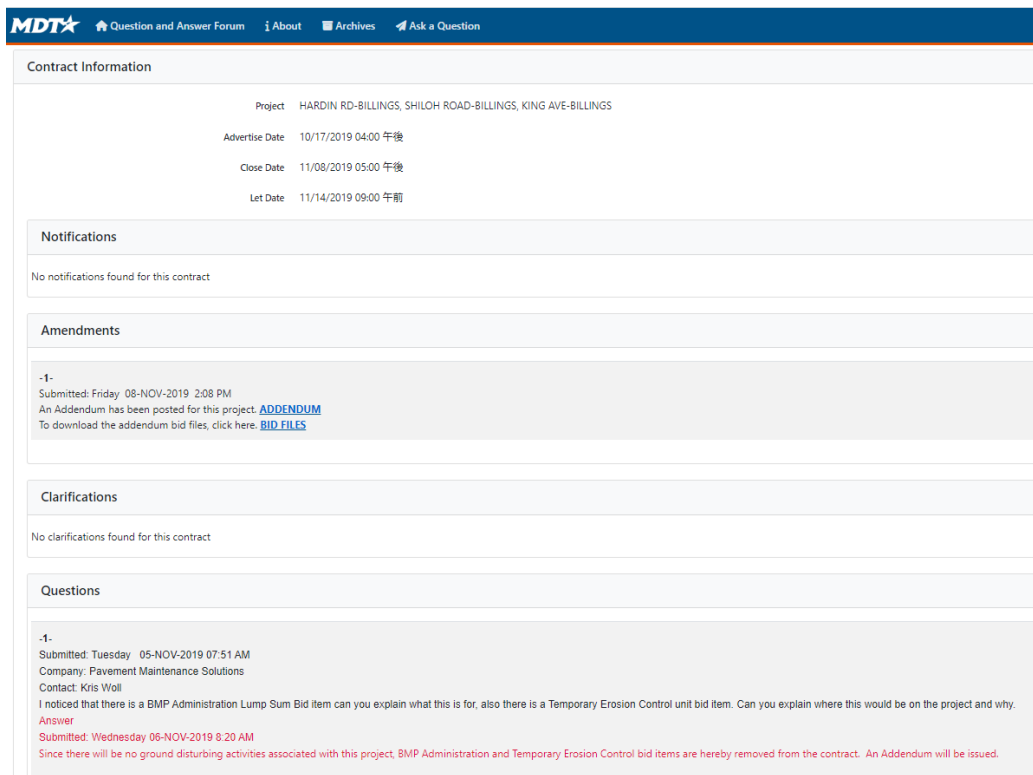 MDT Question and Answer Forum About Archives Ask a Question
Contract Information
Project HARDIN RD-BILLINGS, SHILOH ROAD-BILLINGS, KING AVE-BILLINGS
Advertise Date 10/17/2019 04:00 午後
Close Date 11/08/2019 05:00 午後
Let Date 11/14/2019 09:00 午前
Notifications
No notifications found for this contract
Amendments
-1-
Submitted: Friday 08-NOV-2019 2:08 PM
An Addendum has been posted for this project. ADDENDUM
To download the addendum bid files, click here. BID FILES
Clarifications
No clarifications found for this contract
Questions
-1-
Submitted: Tuesday 05-NOV-2019 07:51 AM
Company: Pavement Maintenance Solutions
Contact: Kris Woll
I noticed that there is a BMP Administration Lump Sum Bid item can you explain what this is for, also there is a Temporary Erosion Control unit bid item. Can you explain where this would be on the project and why.
Answer
Submitted: Wednesday 06-NOV-2019 8:20 AM
Since there will be no ground disturbing activities associated with this project, BMP Administration and Temporary Erosion Control bid items are hereby removed from the contract. An Addendum will be issued.